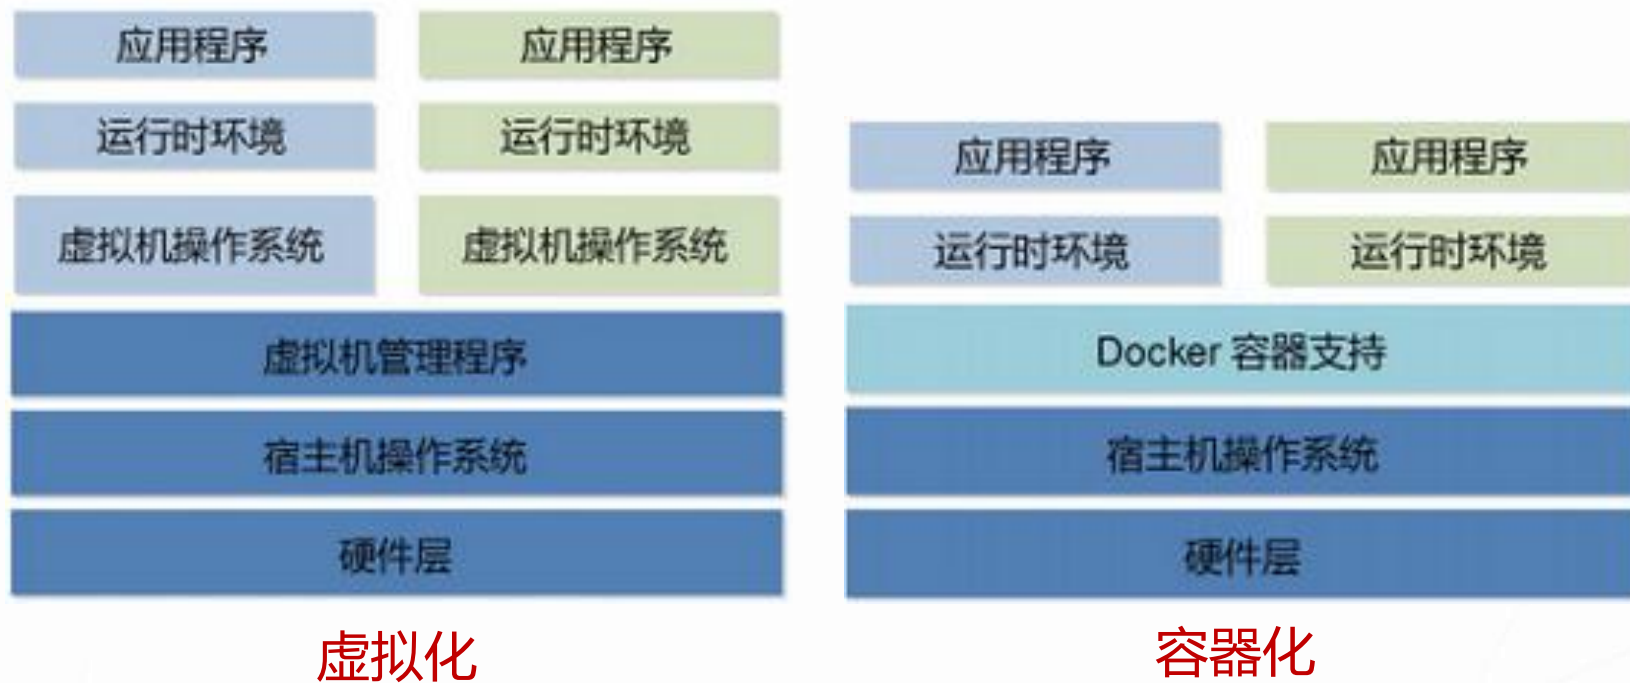 应用程序
应用程序
运行时环境
运行时环境
虚拟机操作系统
虚拟机操作系统
虚拟机管理程序
宿主机操作系统
硬件层
虚拟化
应用程序
应用程序
运行时环境
运行时环境
Docker 容器支持
宿主机操作系统
硬件层
容器化